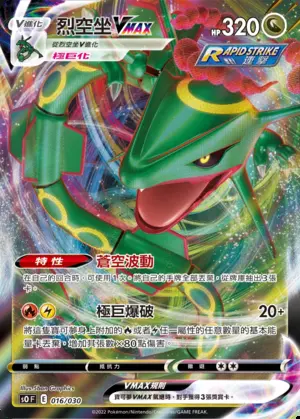 V進化
烈空坐VMAX
HP320
從烈空坐V進化
極巨化
RAPID STRIKE
連擊
特性 蒼空波動
在自己的回合時,可使用1次,將自己的手牌全部丟棄,從牌庫抽出3張
卡。
極巨爆破 20+
將這隻寶可夢身上附加的或者任一屬性的任意數量的基本能
量卡丟棄,增加其張數×80點傷害。
弱點 抵抗力 撤退
Illus. Shin Nagasawa
VMAX規則
寶可夢VMAX【氣絕】時,對手獲得3張獎賞卡。
sOF E 016/030
©2022 Pokémon/Nintendo/Creatures/GAME FREAK.